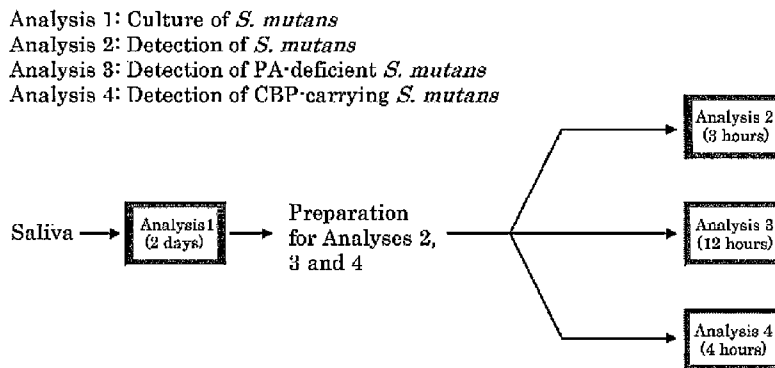 Analysis 1: Culture of S. mutans
Analysis 2: Detection of S. mutans
Analysis 3: Detection of PA-deficient S. mutans
Analysis 4: Detection of CBP-carrying S. mutans
Saliva
Analysis1
(2 days)
Preparation
for Analyses 2,
3 and 4
Analysis 2
(3 hours)
Analysis 3
(12 hours)
Analysis 4
(4 hours)